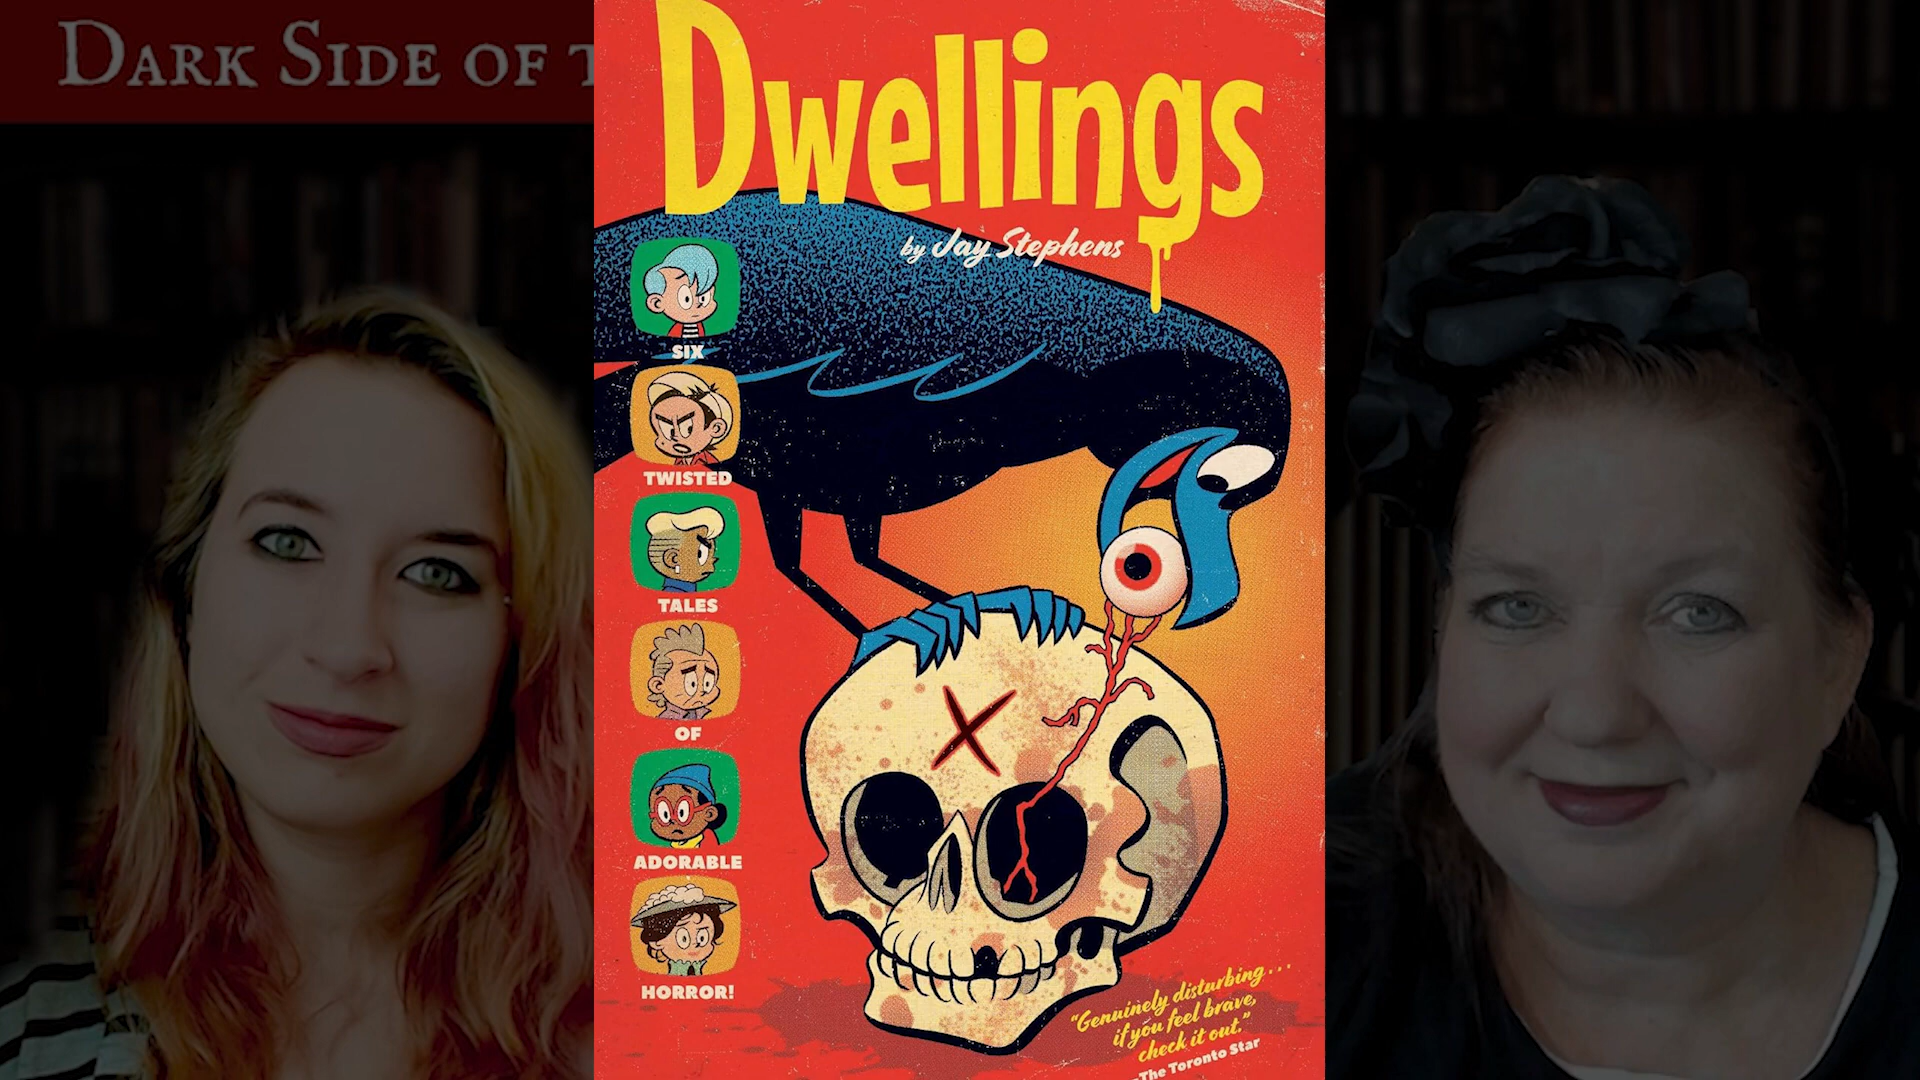 DARK SIDE OF
Dwellings
by Jay Stephens
SIX
TWISTED
TALES
OF
ADORABLE
HORROR!
"Genuinely disturbing...
if you feel brave,
check it out."
—The Toronto Star